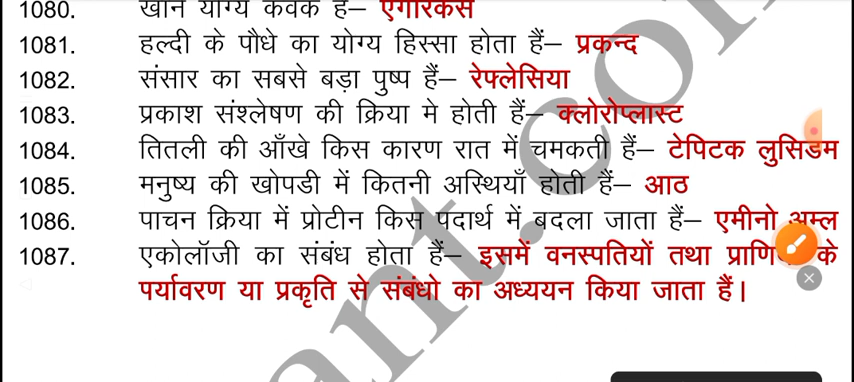 1080. खाने योग्य कवक हैं– एगेरिकस
1081. हल्दी के पौधे का योग्य हिस्सा होता हैं– प्रकन्द
1082. संसार का सबसे बड़ा पुष्प हैं– रेफ्लेसिया
1083. प्रकाश संश्लेषण की क्रिया मे होती हैं– क्लोरोप्लास्ट
1084. तितली की आँखे किस कारण रात में चमकती हैं– टेपिटक लुसिडम
1085. मनुष्य की खोपडी में कितनी अस्थियाँ होती हैं– आठ
1086. पाचन क्रिया में प्रोटीन किस पदार्थ में बदला जाता हैं– एमीनो अम्ल
1087. एकोलॉजी का संबंध होता हैं– इसमें वनस्पतियों तथा के
पर्यावरण या प्रकृति से संबंधो का अध्ययन किया जाता हैं।